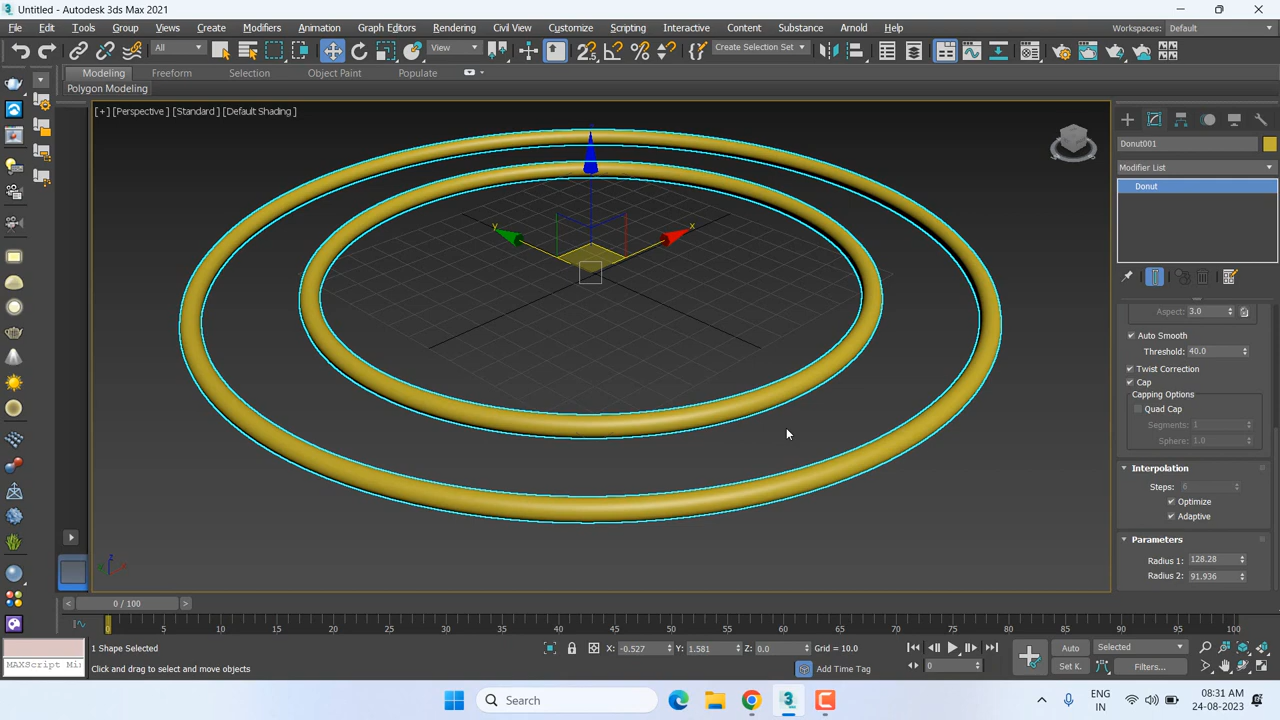 Untitled - Autodesk 3ds Max 2021
File Edit Tools Group Views Create Modifiers Animation Graph Editors Rendering Civil View Customize Scripting Interactive Content Substance Arnold Help
Workspaces: Default
All
View
Create Selection Set
Modeling Freeform Selection Object Paint Populate
Polygon Modeling
[+] [Perspective ] [Standard ] [Default Shading ]
Donut001
Modifier List
Donut
x
y
Aspect: 3.0
Auto Smooth
Threshold: 40.0
Twist Correction
Cap
Capping Options
Quad Cap
Segments: 1
Sphere: 1.0
Interpolation
Steps: 6
Optimize
Adaptive
Parameters
Radius 1: 128.28
Radius 2: 91.936
< 0 / 100 >
0 5 10 15 20 25 30 35 40 45 50 55 60 65 70 75 80 85 90 95 100
1 Shape Selected
X: -0.527 Y: 1.581 Z: 0.0 Grid = 10.0
Auto Selected
MAXScript Mi
Click and drag to select and move objects
Add Time Tag
0
Set K. Filters...
Search
ENG
IN
08:31 AM
24-08-2023